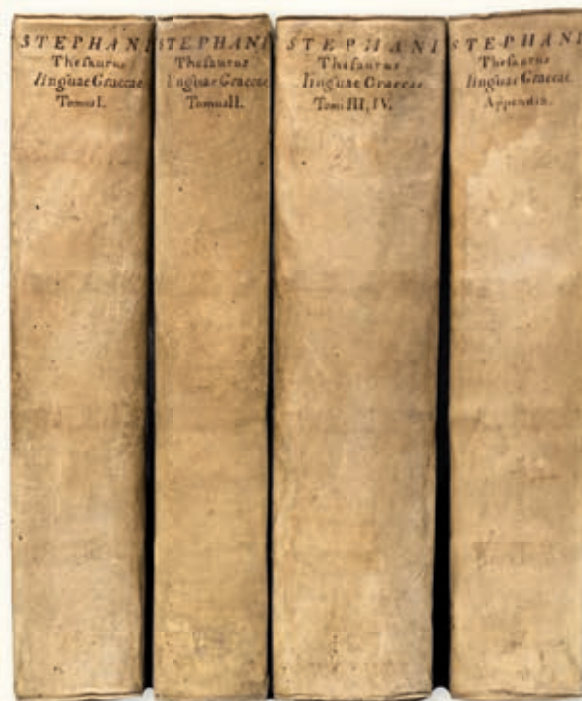 STEPHANI
Thesaurus
linguae Graecae
Tomus I.
STEPHANI
Thesaurus
linguae Graecae
Tomus II.
STEPHANI
Thesaurus
linguae Graecae
Tomi III, IV.
STEPHANI
Thesaurus
linguae Graecae
Appendix.